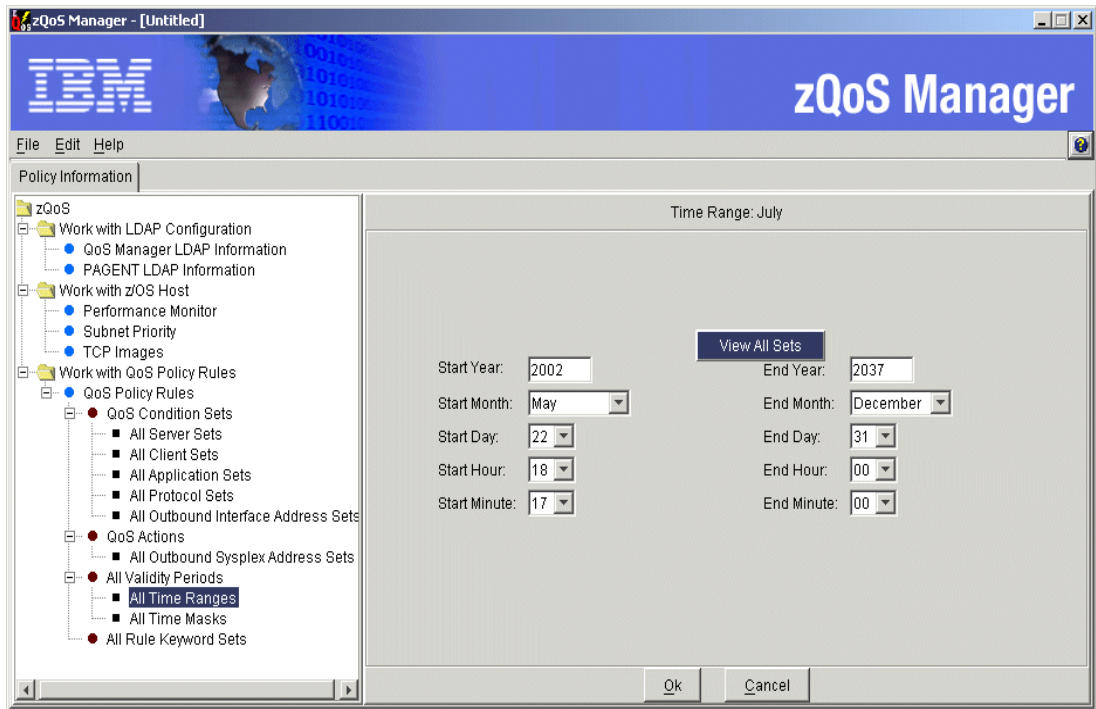 zQoS Manager - [Untitled]
IBM
zQoS Manager
File Edit Help
Policy Information
zQoS
Work with LDAP Configuration
QoS Manager LDAP Information
PAGENT LDAP Information
Work with z/OS Host
Performance Monitor
Subnet Priority
TCP Images
Work with QoS Policy Rules
QoS Policy Rules
QoS Condition Sets
All Server Sets
All Client Sets
All Application Sets
All Protocol Sets
All Outbound Interface Address Sets
QoS Actions
All Outbound Sysplex Address Sets
All Validity Periods
All Time Ranges
All Time Masks
All Rule Keyword Sets
Time Range: July
View All Sets
Start Year: 2002 End Year: 2037
Start Month: May End Month: December
Start Day: 22 End Day: 31
Start Hour: 18 End Hour: 00
Start Minute: 17 End Minute: 00
Ok Cancel